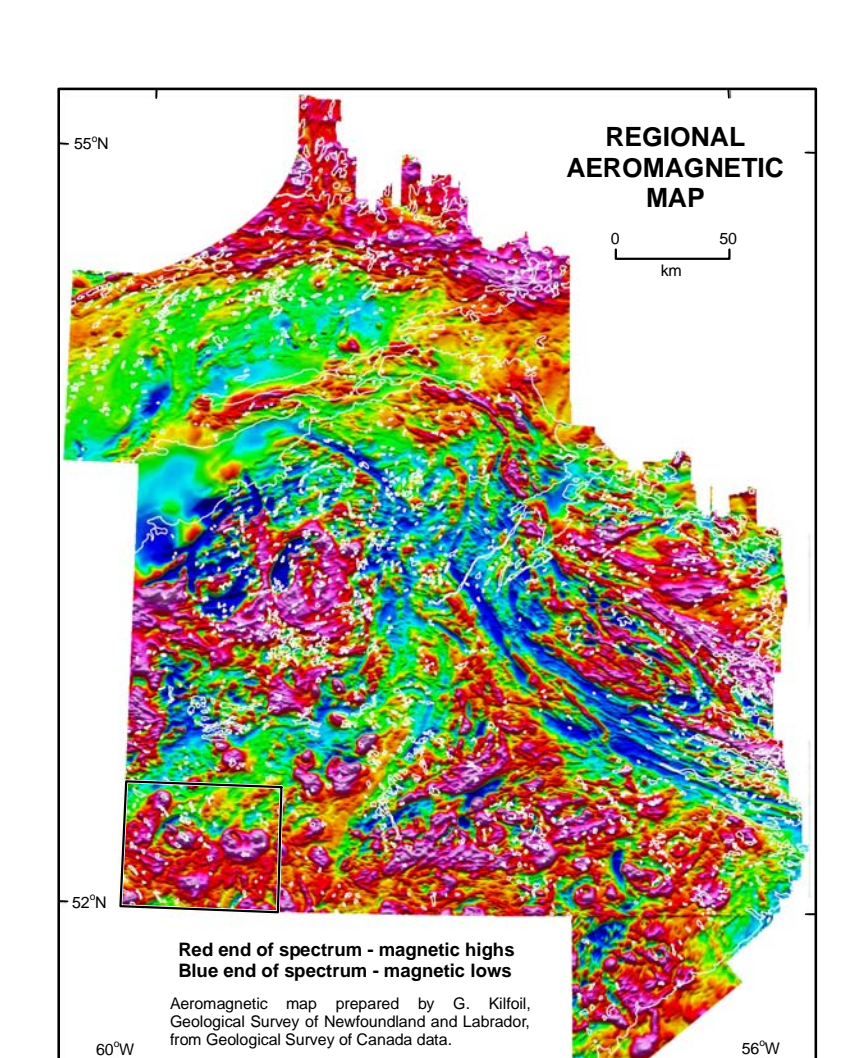 REGIONAL
AEROMAGNETIC
MAP
55°N
0 50
km
52°N
Red end of spectrum - magnetic highs
Blue end of spectrum - magnetic lows
Aeromagnetic map prepared by G. Kilfoil,
Geological Survey of Newfoundland and Labrador,
from Geological Survey of Canada data.
60°W 56°W